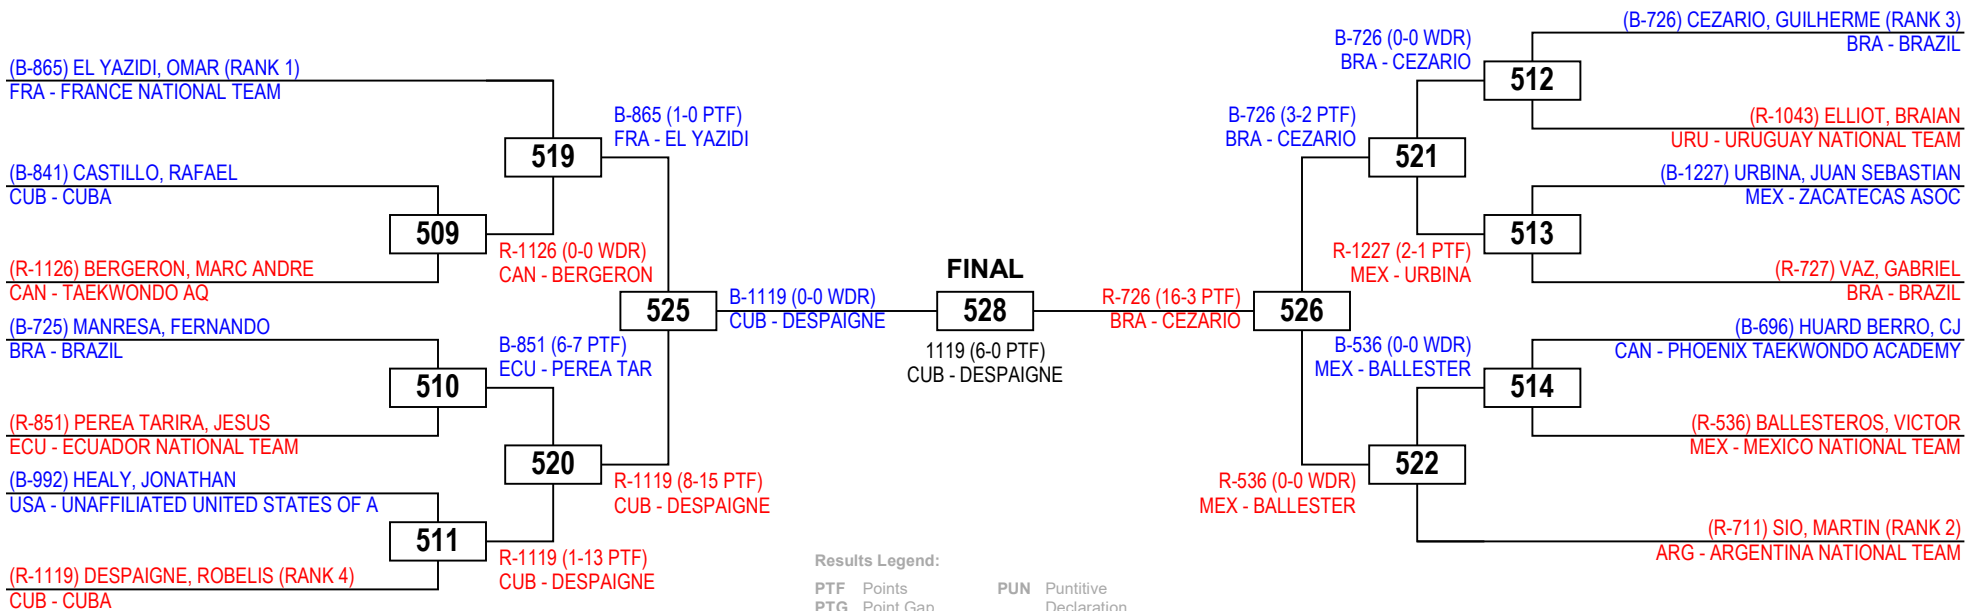 (B-865) EL YAZIDI, OMAR (RANK 1)
FRA - FRANCE NATIONAL TEAM
(B-841) CASTILLO, RAFAEL
CUB - CUBA
509
(R-1126) BERGERON, MARC ANDRE
CAN - TAEKWONDO AQ
(B-725) MANRESA, FERNANDO
BRA - BRAZIL
510
(R-851) PEREA TARIRA, JESUS
ECU - ECUADOR NATIONAL TEAM
(B-992) HEALY, JONATHAN
USA - UNAFFILIATED UNITED STATES OF A
511
(R-1119) DESPAIGNE, ROBELIS (RANK 4)
CUB - CUBA
519
R-1126 (0-0 WDR)
CAN - BERGERON
B-851 (6-7 PTF)
ECU - PEREA TAR
520
R-1119 (1-13 PTF)
CUB - DESPAIGNE
B-865 (1-0 PTF)
FRA - EL YAZIDI
525
R-1119 (8-15 PTF)
CUB - DESPAIGNE
B-1119 (0-0 WDR)
CUB - DESPAIGNE
FINAL
528
1119 (6-0 PTF)
CUB - DESPAIGNE
R-726 (16-3 PTF)
BRA - CEZARIO
526
B-726 (3-2 PTF)
BRA - CEZARIO
R-536 (0-0 WDR)
MEX - BALLESTER
B-726 (0-0 WDR)
BRA - CEZARIO
521
R-1227 (2-1 PTF)
MEX - URBINA
B-536 (0-0 WDR)
MEX - BALLESTER
522
(B-726) CEZARIO, GUILHERME (RANK 3)
BRA - BRAZIL
512
(R-1043) ELLIOT, BRAIAN
URU - URUGUAY NATIONAL TEAM
(B-1227) URBINA, JUAN SEBASTIAN
MEX - ZACATECAS ASOC
513
(R-727) VAZ, GABRIEL
BRA - BRAZIL
(B-696) HUARD BERRO, CJ
CAN - PHOENIX TAEKWONDO ACADEMY
514
(R-536) BALLESTEROS, VICTOR
MEX - MEXICO NATIONAL TEAM
(R-711) SIO, MARTIN (RANK 2)
ARG - ARGENTINA NATIONAL TEAM
Results Legend:
PTF Points PUN Puntitive
PTG Point Gap Declaration